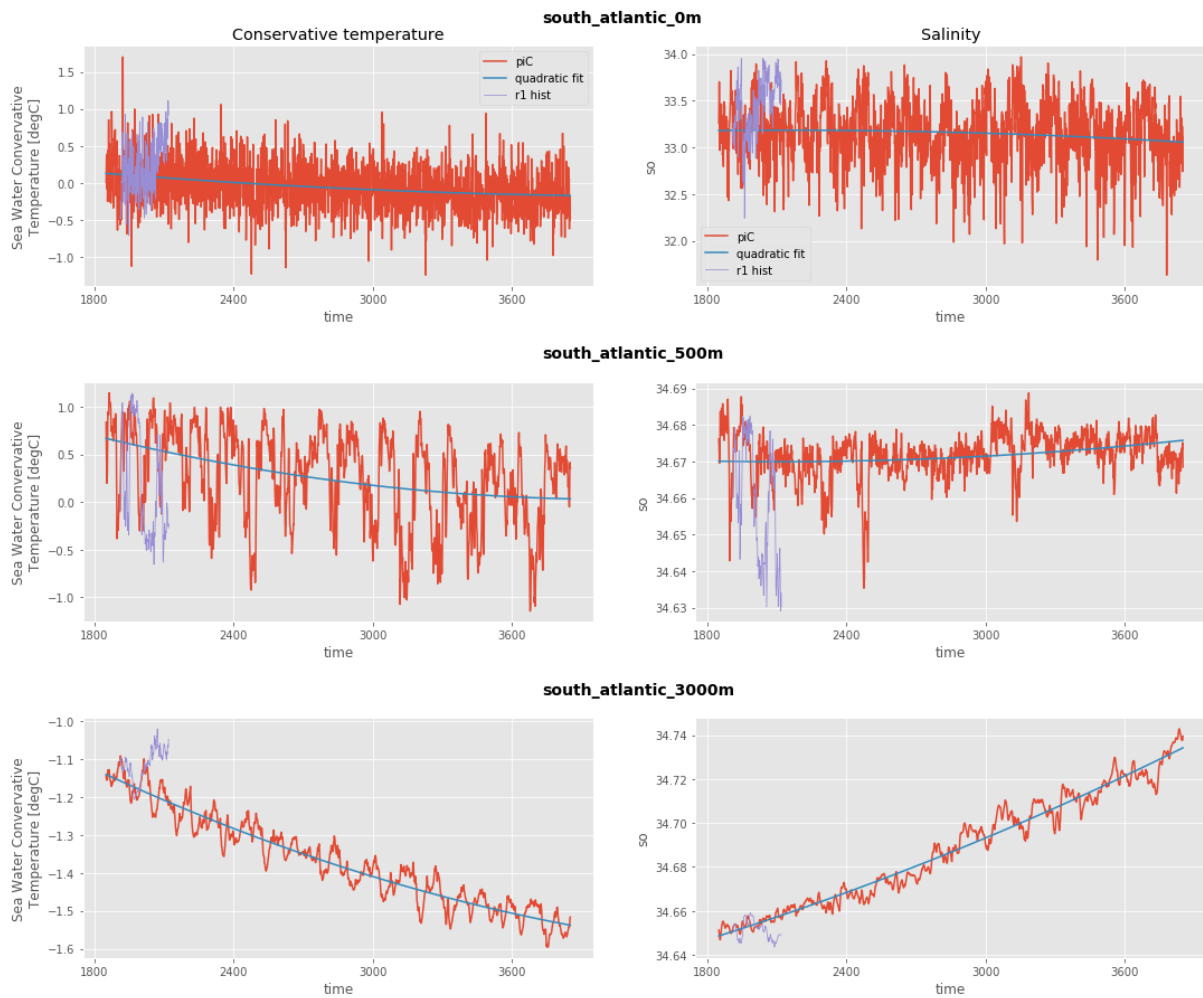 south_atlantic_0m
Conservative temperature
Salinity
Sea Water Convervative
Temperature [degC]
1.5
1.0
0.5
0.0
−0.5
−1.0
piC
quadratic fit
r1 hist
1800
2400
3000
3600
time
so
34.0
33.5
33.0
32.5
32.0
piC
quadratic fit
r1 hist
1800
2400
3000
3600
time
south_atlantic_500m
Sea Water Convervative
Temperature [degC]
1.0
0.5
0.0
−0.5
−1.0
1800
2400
3000
3600
time
so
34.69
34.68
34.67
34.66
34.65
34.64
34.63
1800
2400
3000
3600
time
south_atlantic_3000m
Sea Water Convervative
Temperature [degC]
−1.0
−1.1
−1.2
−1.3
−1.4
−1.5
−1.6
1800
2400
3000
3600
time
so
34.74
34.72
34.70
34.68
34.66
34.64
1800
2400
3000
3600
time